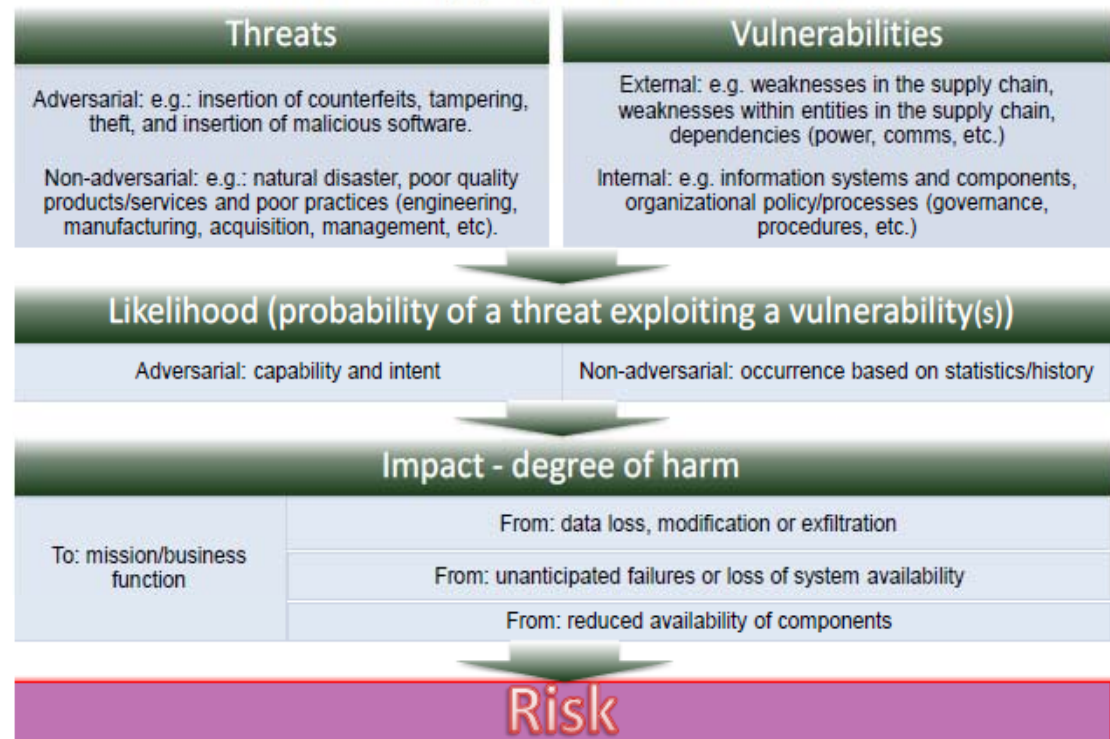 Threats
Adversarial: e.g.: insertion of counterfeits, tampering,
theft, and insertion of malicious software.
Non-adversarial: e.g.: natural disaster, poor quality
products/services and poor practices (engineering,
manufacturing, acquisition, management, etc).
Vulnerabilities
External: e.g. weaknesses in the supply chain,
weaknesses within entities in the supply chain,
dependencies (power, comms, etc.)
Internal: e.g. information systems and components,
organizational policy/processes (governance,
procedures, etc.)
Likelihood (probability of a threat exploiting a vulnerability(s))
Adversarial: capability and intent
Non-adversarial: occurrence based on statistics/history
Impact - degree of harm
To: mission/business
function
From: data loss, modification or exfiltration
From: unanticipated failures or loss of system availability
From: reduced availability of components
Risk